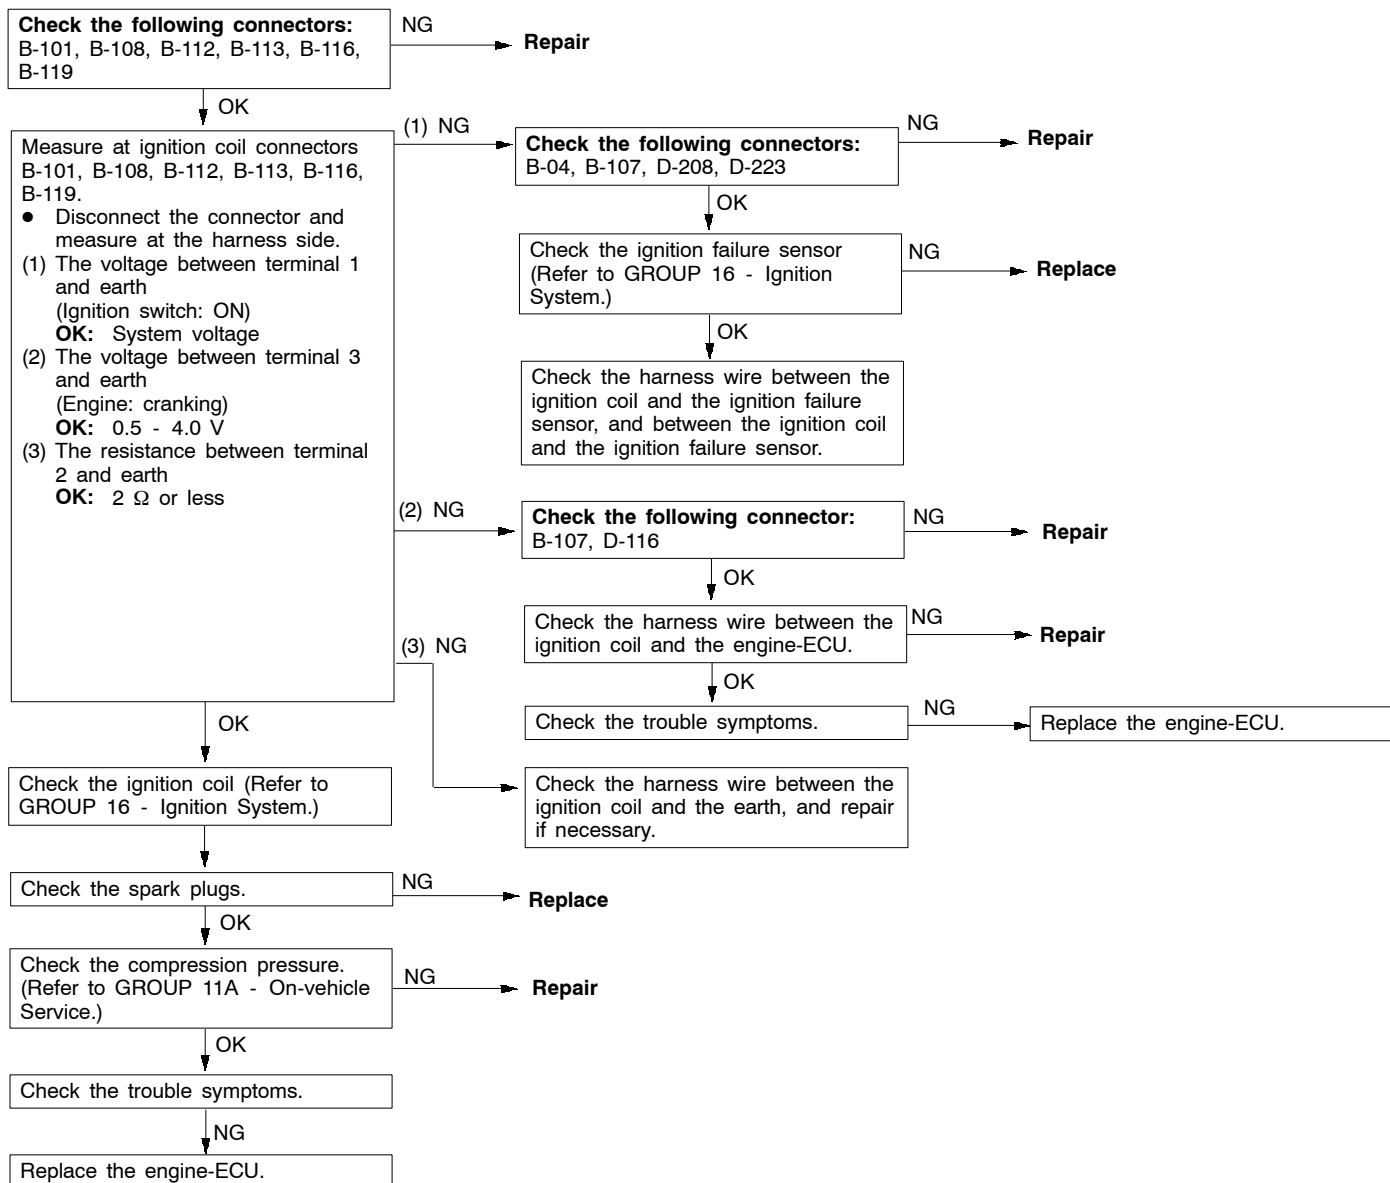 Check the following connectors:
B-101, B-108, B-112, B-113, B-116,
B-119
NG
Repair
OK
Measure at ignition coil connectors
B-101, B-108, B-112, B-113, B-116,
B-119.
● Disconnect the connector and
measure at the harness side.
(1) The voltage between terminal 1
and earth
(Ignition switch: ON)
OK: System voltage
(2) The voltage between terminal 3
and earth
(Engine: cranking)
OK: 0.5 - 4.0 V
(3) The resistance between terminal
2 and earth
OK: 2 Ω or less
(1) NG
Check the following connectors:
B-04, B-107, D-208, D-223
NG
Repair
OK
Check the ignition failure sensor
(Refer to GROUP 16 - Ignition
System.)
NG
Replace
OK
Check the harness wire between the
ignition coil and the ignition failure
sensor, and between the ignition coil
and the ignition failure sensor.
(2) NG
Check the following connector:
B-107, D-116
NG
Repair
OK
Check the harness wire between the
ignition coil and the engine-ECU.
NG
Repair
OK
Check the trouble symptoms.
NG
Replace the engine-ECU.
(3) NG
Check the harness wire between the
ignition coil and the earth, and repair
if necessary.
OK
Check the ignition coil (Refer to
GROUP 16 - Ignition System.)
Check the spark plugs.
NG
Replace
OK
Check the compression pressure.
(Refer to GROUP 11A - On-vehicle
Service.)
NG
Repair
OK
Check the trouble symptoms.
NG
Replace the engine-ECU.